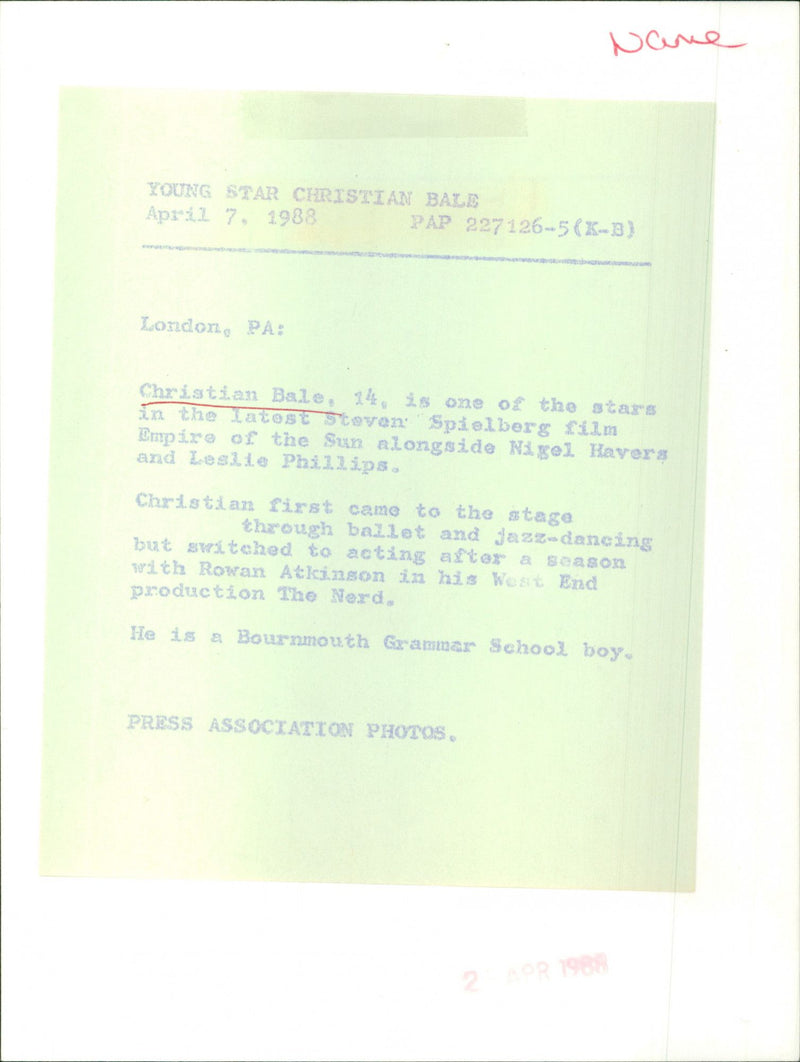 Name
YOUNG STAR CHRISTIAN BALE
April 7, 1988 PAP 227126-5(K-B)
London, PA:
Christian Bale, 14, is one of the stars
in the latest Steven Spielberg film
Empire of the Sun alongside Nigel Havers
and Leslie Phillips.
Christian first came to the stage
through ballet and jazz-dancing
but switched to acting after a season
with Rowan Atkinson in his West End
production The Nerd.
He is a Bournmouth Grammar School boy.
PRESS ASSOCIATION PHOTOS.
2 APR 1988